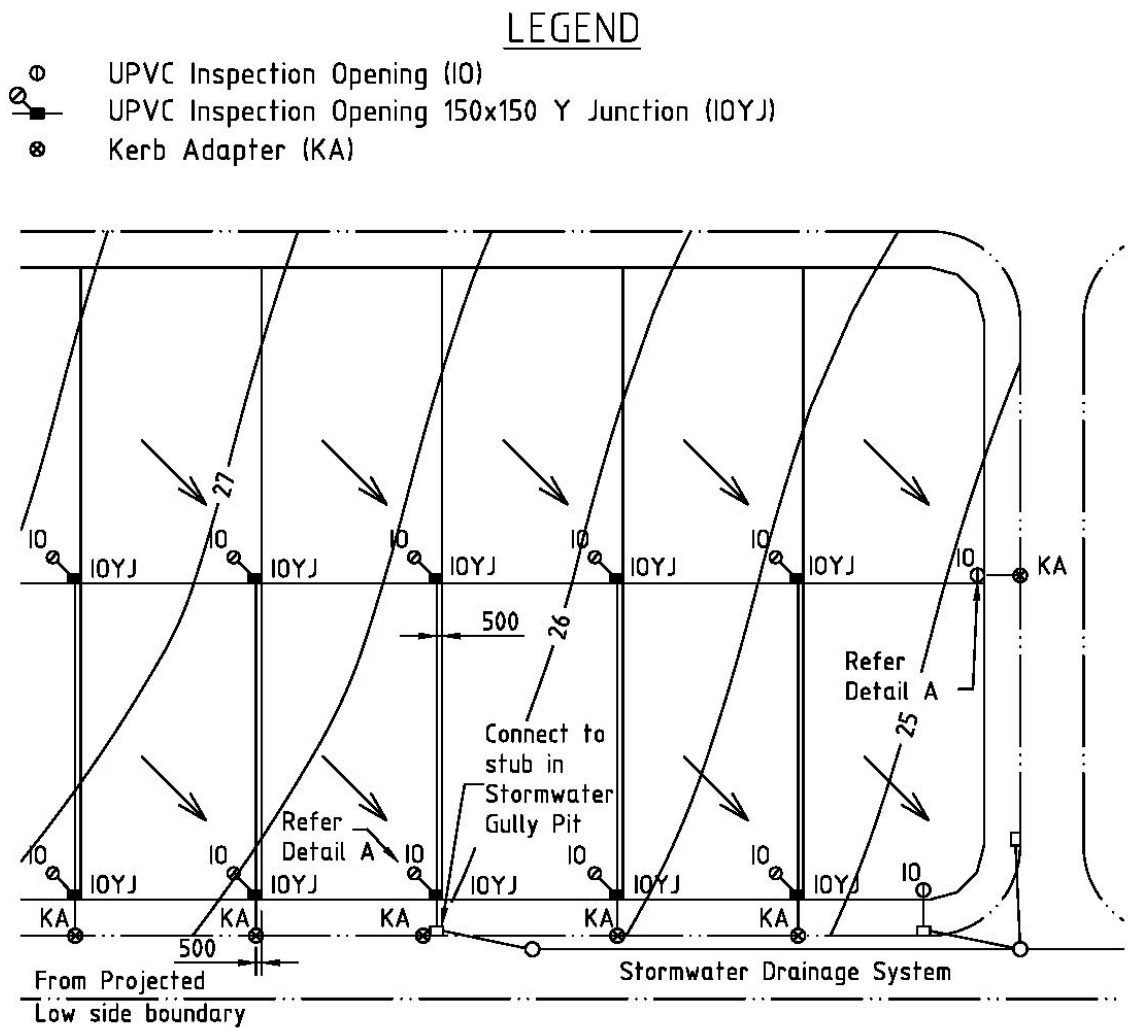 LEGEND
UPVC Inspection Opening (IO)
UPVC Inspection Opening 150x150 Y Junction (IOYJ)
Kerb Adapter (KA)
27
IO
IO
IO
IO
IO
IO
KA
IOYJ
IOYJ
IOYJ
IOYJ
IOYJ
500
26
Refer
Detail A
25
Connect to
stub in
Stormwater
Gully Pit
Refer
Detail A
IO
IO
IO
IO
IO
IO
IOYJ
IOYJ
IOYJ
IOYJ
IOYJ
KA
KA
KA
KA
KA
500
From Projected
Low side boundary
Stormwater Drainage System